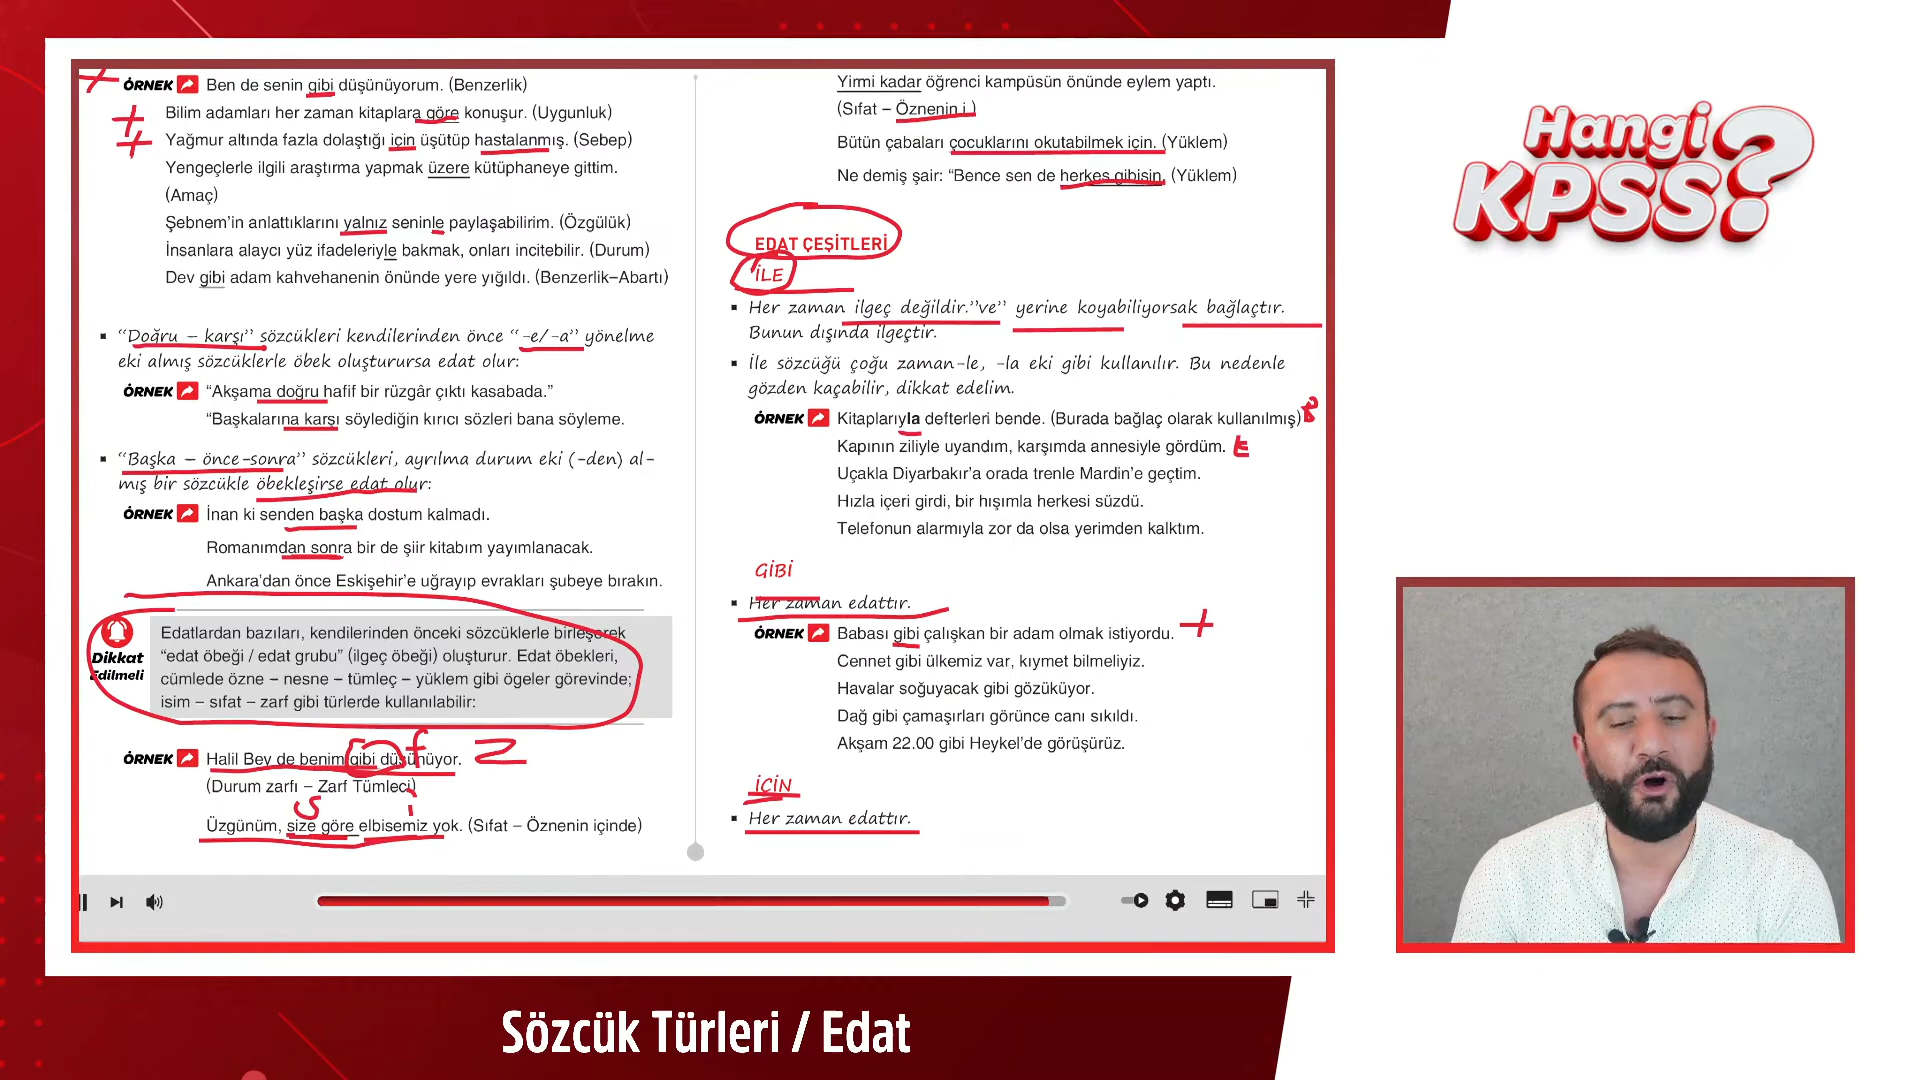 ÖRNEK Ben de senin gibi düşünüyorum. (Benzerlik)
Bilim adamları her zaman kitaplara göre konuşur. (Uygunluk)
Yağmur altında fazla dolaştığı için üşütüp hastalanmış. (Sebep)
Yengeçlerle ilgili araştırma yapmak üzere kütüphaneye gittim.
(Amaç)
Şebnem’in anlattıklarını yalnız seninle paylaşabilirim. (Özgülük)
İnsanlara alaycı yüz ifadeleriyle bakmak, onları incitebilir. (Durum)
Dev gibi adam kahvehanenin önünde yere yığıldı. (Benzerlik–Abartı)
“Doğru – karşı” sözcükleri kendilerinden önce “-e/-a” yönelme
eki almış sözcüklerle öbek oluşturursa edat olur:
ÖRNEK “Akşama doğru hafif bir rüzgâr çıktı kasabada.”
“Başkalarına karşı söylediğin kırıcı sözleri bana söyleme.
“Başka – önce-sonra” sözcükleri, ayrılma durum eki (-den) al-
mış bir sözcükle öbekleşirse edat olur:
ÖRNEK İnan ki senden başka dostum kalmadı.
Romanımdan sonra bir de şiir kitabım yayımlanacak.
Ankara’dan önce Eskişehir’e uğrayıp evrakları şubeye bırakın.
Dikkat
Edilmeli
Edatlardan bazıları, kendilerinden önceki sözcüklerle birleşerek
“edat öbeği / edat grubu” (ilgeç öbeği) oluşturur. Edat öbekleri,
cümlede özne – nesne – tümleç – yüklem gibi ögeler görevinde;
isim – sıfat – zarf gibi türlerde kullanılabilir:
f Z
ÖRNEK Halil Bey de benim gibi düşünüyor.
(Durum zarfı – Zarf Tümleci)
S i
Üzgünüm, size göre elbisemiz yok. (Sıfat – Öznenin içinde)
Yirmi kadar öğrenci kampüsün önünde eylem yaptı.
(Sıfat – Öznenin i.)
Bütün çabaları çocuklarını okutabilmek için. (Yüklem)
Ne demiş şair: “Bence sen de herkes gibisin. (Yüklem)
EDAT ÇEŞİTLERİ
İLE
Her zaman ilgeç değildir.”ve” yerine koyabiliyorsak bağlaçtır.
Bunun dışında ilgeçtir.
İle sözcüğü çoğu zaman-le, -la eki gibi kullanılır. Bu nedenle
gözden kaçabilir, dikkat edelim.
ÖRNEK Kitaplarıyla defterleri bende. (Burada bağlaç olarak kullanılmış) B
Kapının ziliyle uyandım, karşımda annesiyle gördüm. E
Uçakla Diyarbakır’a orada trenle Mardin’e geçtim.
Hızla içeri girdi, bir hışımla herkesi süzdü.
Telefonun alarmıyla zor da olsa yerimden kalktım.
GİBİ
Her zaman edattır.
ÖRNEK Babası gibi çalışkan bir adam olmak istiyordu.
Cennet gibi ülkemiz var, kıymet bilmeliyiz.
Havalar soğuyacak gibi gözüküyor.
Dağ gibi çamaşırları görünce canı sıkıldı.
Akşam 22.00 gibi Heykel’de görüşürüz.
İÇİN
Her zaman edattır.
Hangi
KPSS?
Sözcük Türleri / Edat